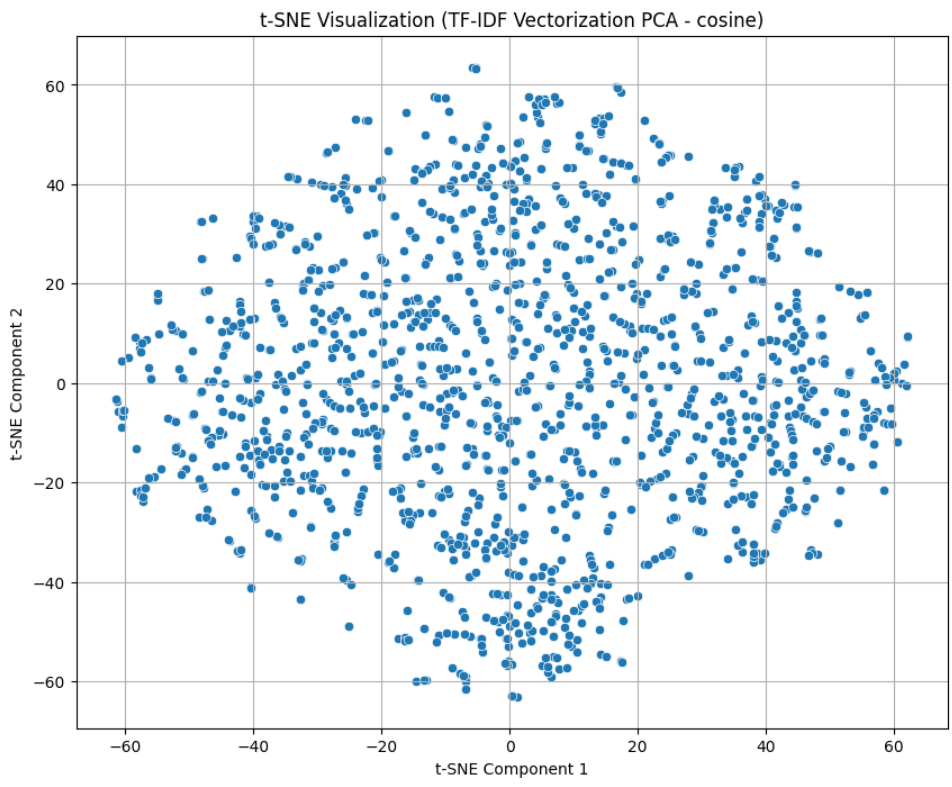 t-SNE Visualization (TF-IDF Vectorization PCA - cosine)
t-SNE Component 2
60
40
20
0
−20
−40
−60
−60 −40 −20 0 20 40 60
t-SNE Component 1